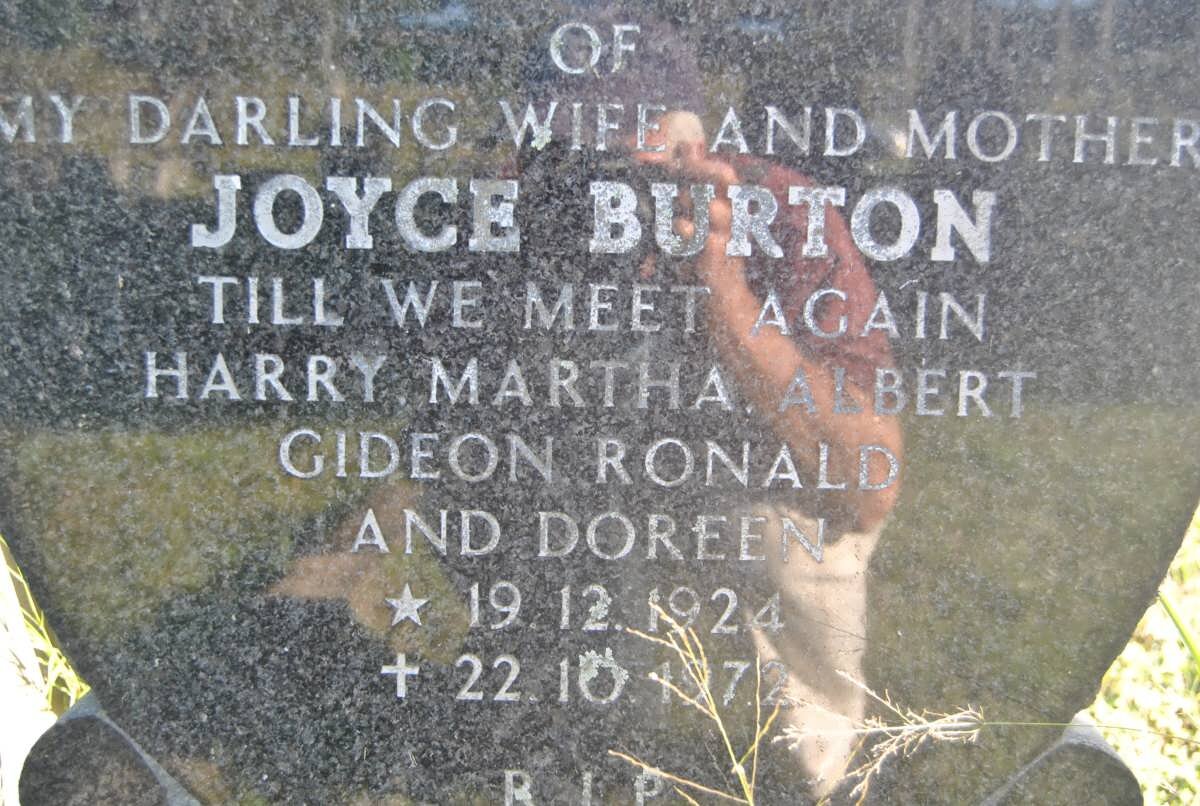 OF
MY DARLING WIFE AND MOTHER
JOYCE BURTON
TILL WE MEET AGAIN
HARRY, MARTHA, ALBERT
GIDEON RONALD
AND DOREEN
★ 19.12.1924
✝ 22.10.1972
R.I.P.